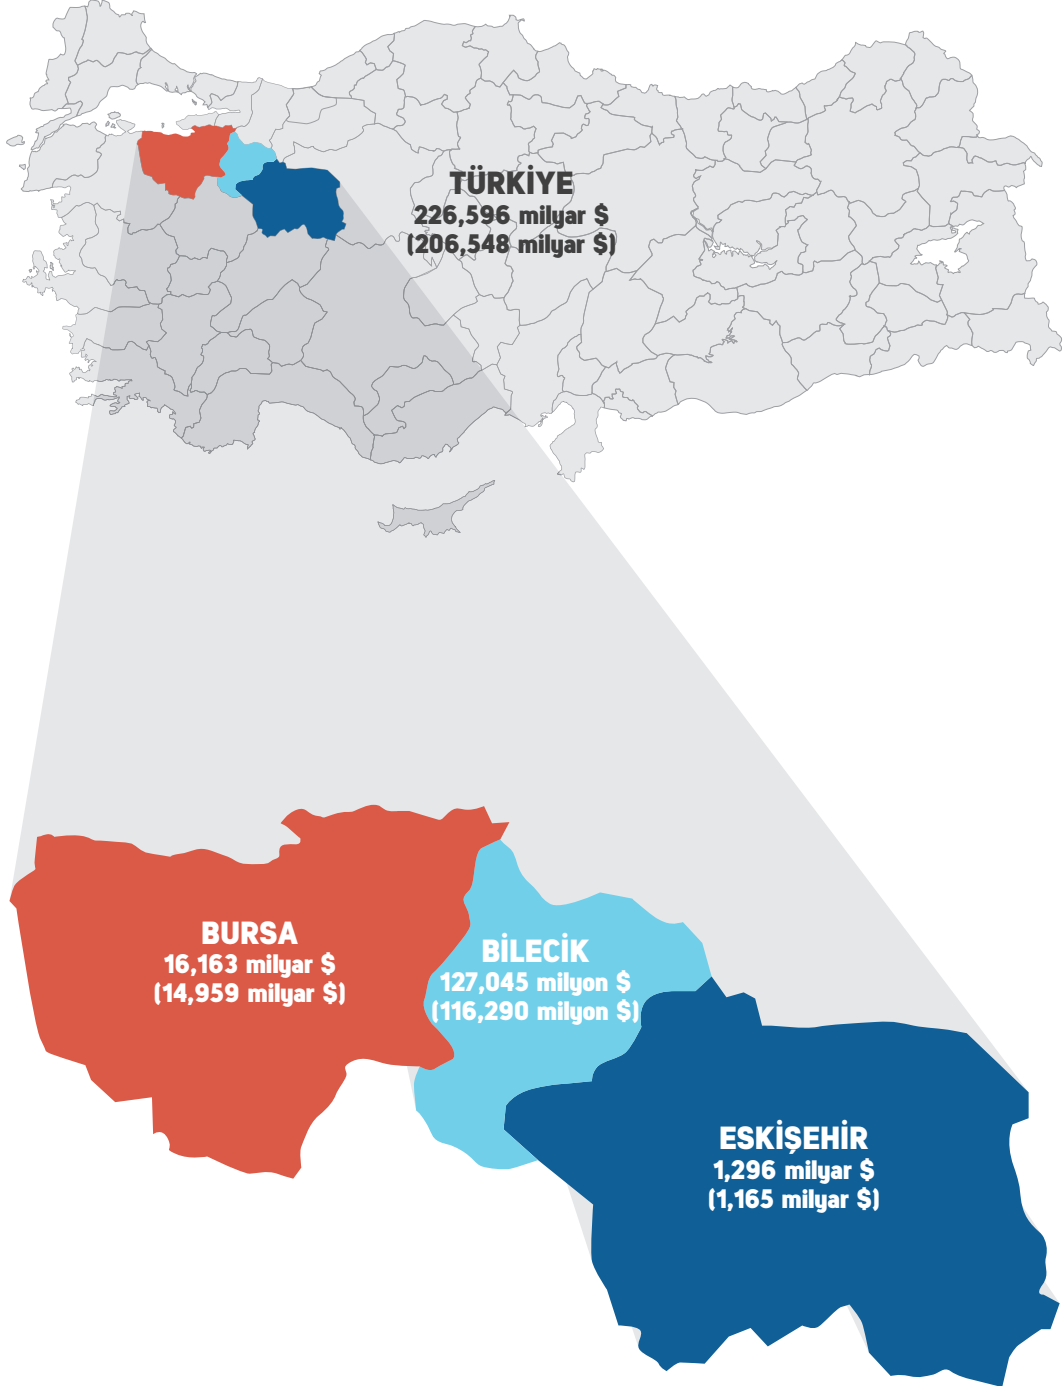 TÜRKİYE
226,596 milyar $
(206,548 milyar $)
BURSA
16,163 milyar $
(14,959 milyar $)
BİLECİK
127,045 milyon $
(116,290 milyon $)
ESKİŞEHİR
1,296 milyar $
(1,165 milyar $)